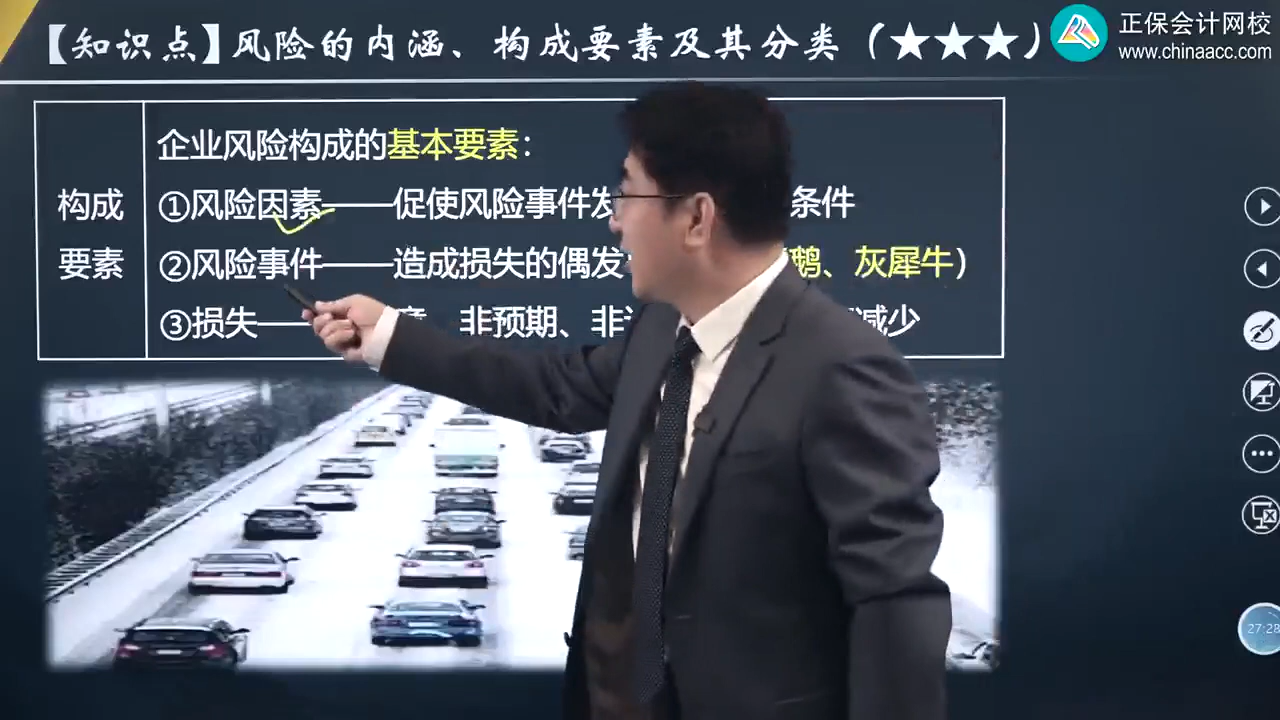 【知识点】风险的内涵、构成要素及其分类（★★★）
正保会计网校
www.chinaacc.com
构成
要素
企业风险构成的基本要素：
①风险因素——促使风险事件发 条件
②风险事件——造成损失的偶发 鹅、灰犀牛）
③损失—— 非预期、非 减少
27:28